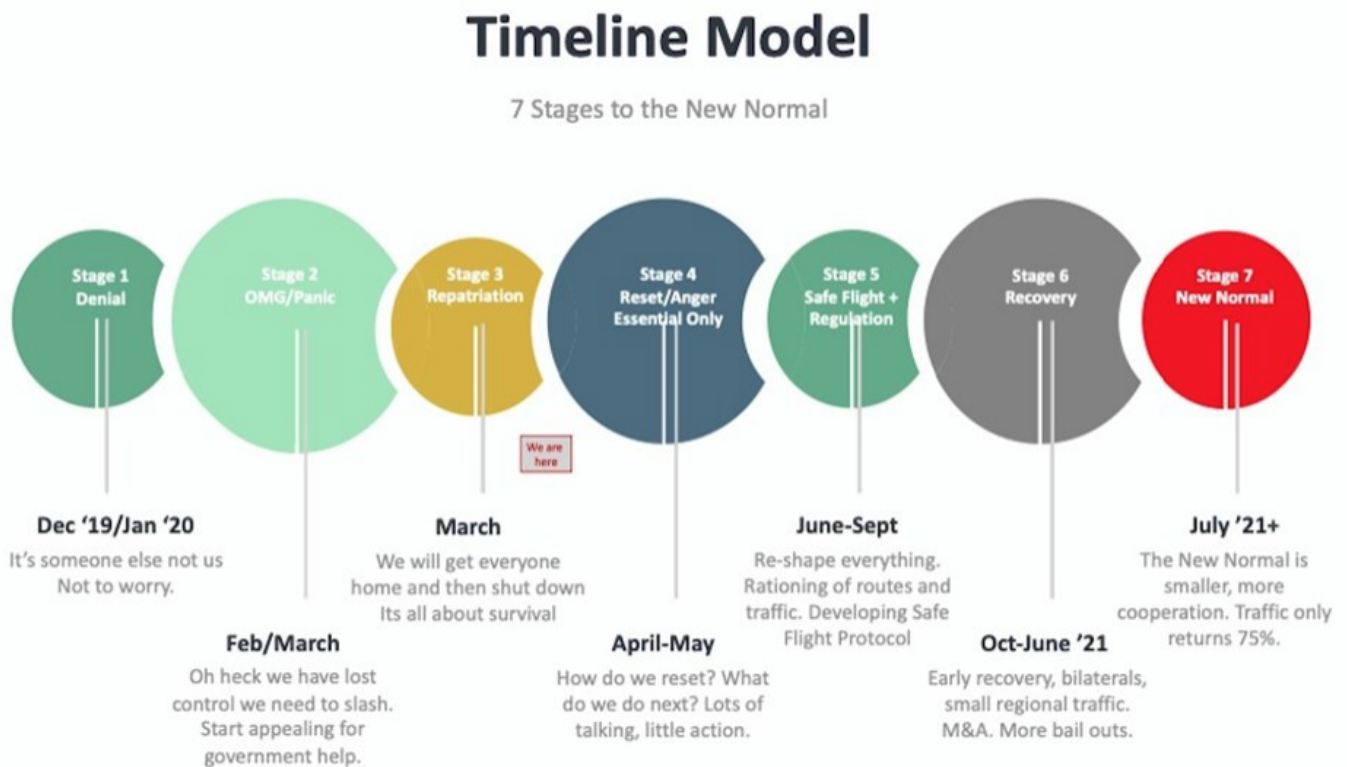 Timeline Model
7 Stages to the New Normal
Stage 1
Denial
Stage 2
OMG/Panic
Stage 3
Repatriation
Stage 4
Reset/Anger
Essential Only
Stage 5
Safe Flight +
Regulation
Stage 6
Recovery
Stage 7
New Normal
We are
here
Dec ‘19/Jan ‘20
It’s someone else not us
Not to worry.
Feb/March
Oh heck we have lost
control we need to slash.
Start appealing for
government help.
March
We will get everyone
home and then shut down
Its all about survival
April-May
How do we reset? What
do we do next? Lots of
talking, little action.
June-Sept
Re-shape everything.
Rationing of routes and
traffic. Developing Safe
Flight Protocol
Oct-June ’21
Early recovery, bilaterals,
small regional traffic.
M&A. More bail outs.
July ’21+
The New Normal is
smaller, more
cooperation. Traffic only
returns 75%.